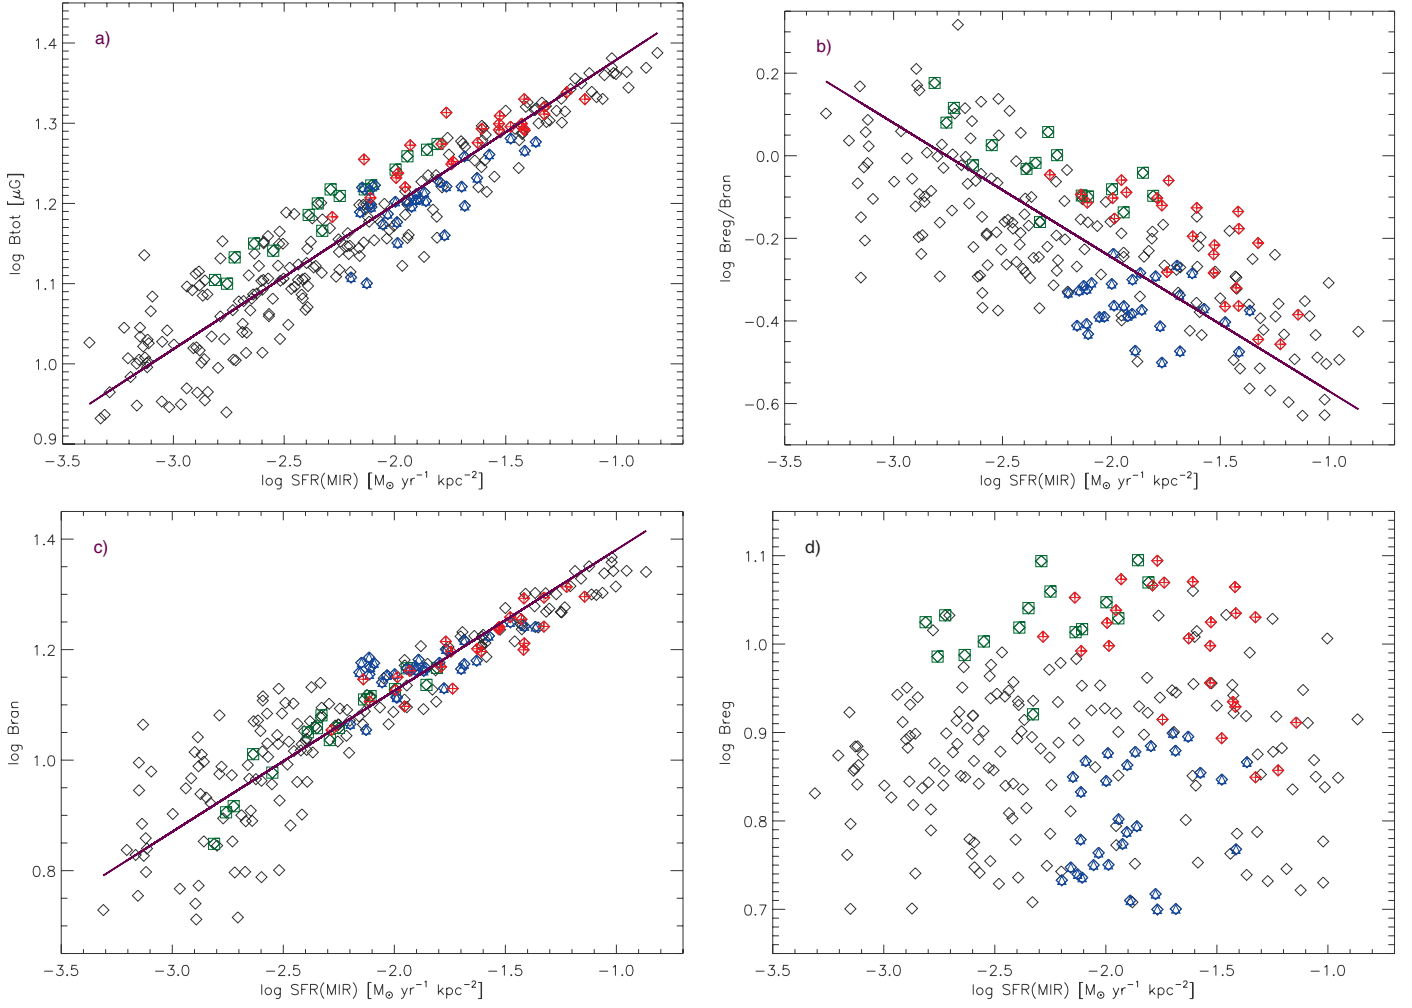 a)
1.4
1.3
1.2
1.1
1.0
0.9
log Btot [μG]
−3.5 −3.0 −2.5 −2.0 −1.5 −1.0
log SFR(MIR) [M⊙ yr⁻¹ kpc⁻²]
b)
0.2
0.0
−0.2
−0.4
−0.6
log Breg/Bran
−3.5 −3.0 −2.5 −2.0 −1.5 −1.0
log SFR(MIR) [M⊙ yr⁻¹ kpc⁻²]
c)
1.4
1.2
1.0
0.8
log Bran
−3.5 −3.0 −2.5 −2.0 −1.5 −1.0
log SFR(MIR) [M⊙ yr⁻¹ kpc⁻²]
d)
1.1
1.0
0.9
0.8
0.7
log Breg
−3.5 −3.0 −2.5 −2.0 −1.5 −1.0
log SFR(MIR) [M⊙ yr⁻¹ kpc⁻²]